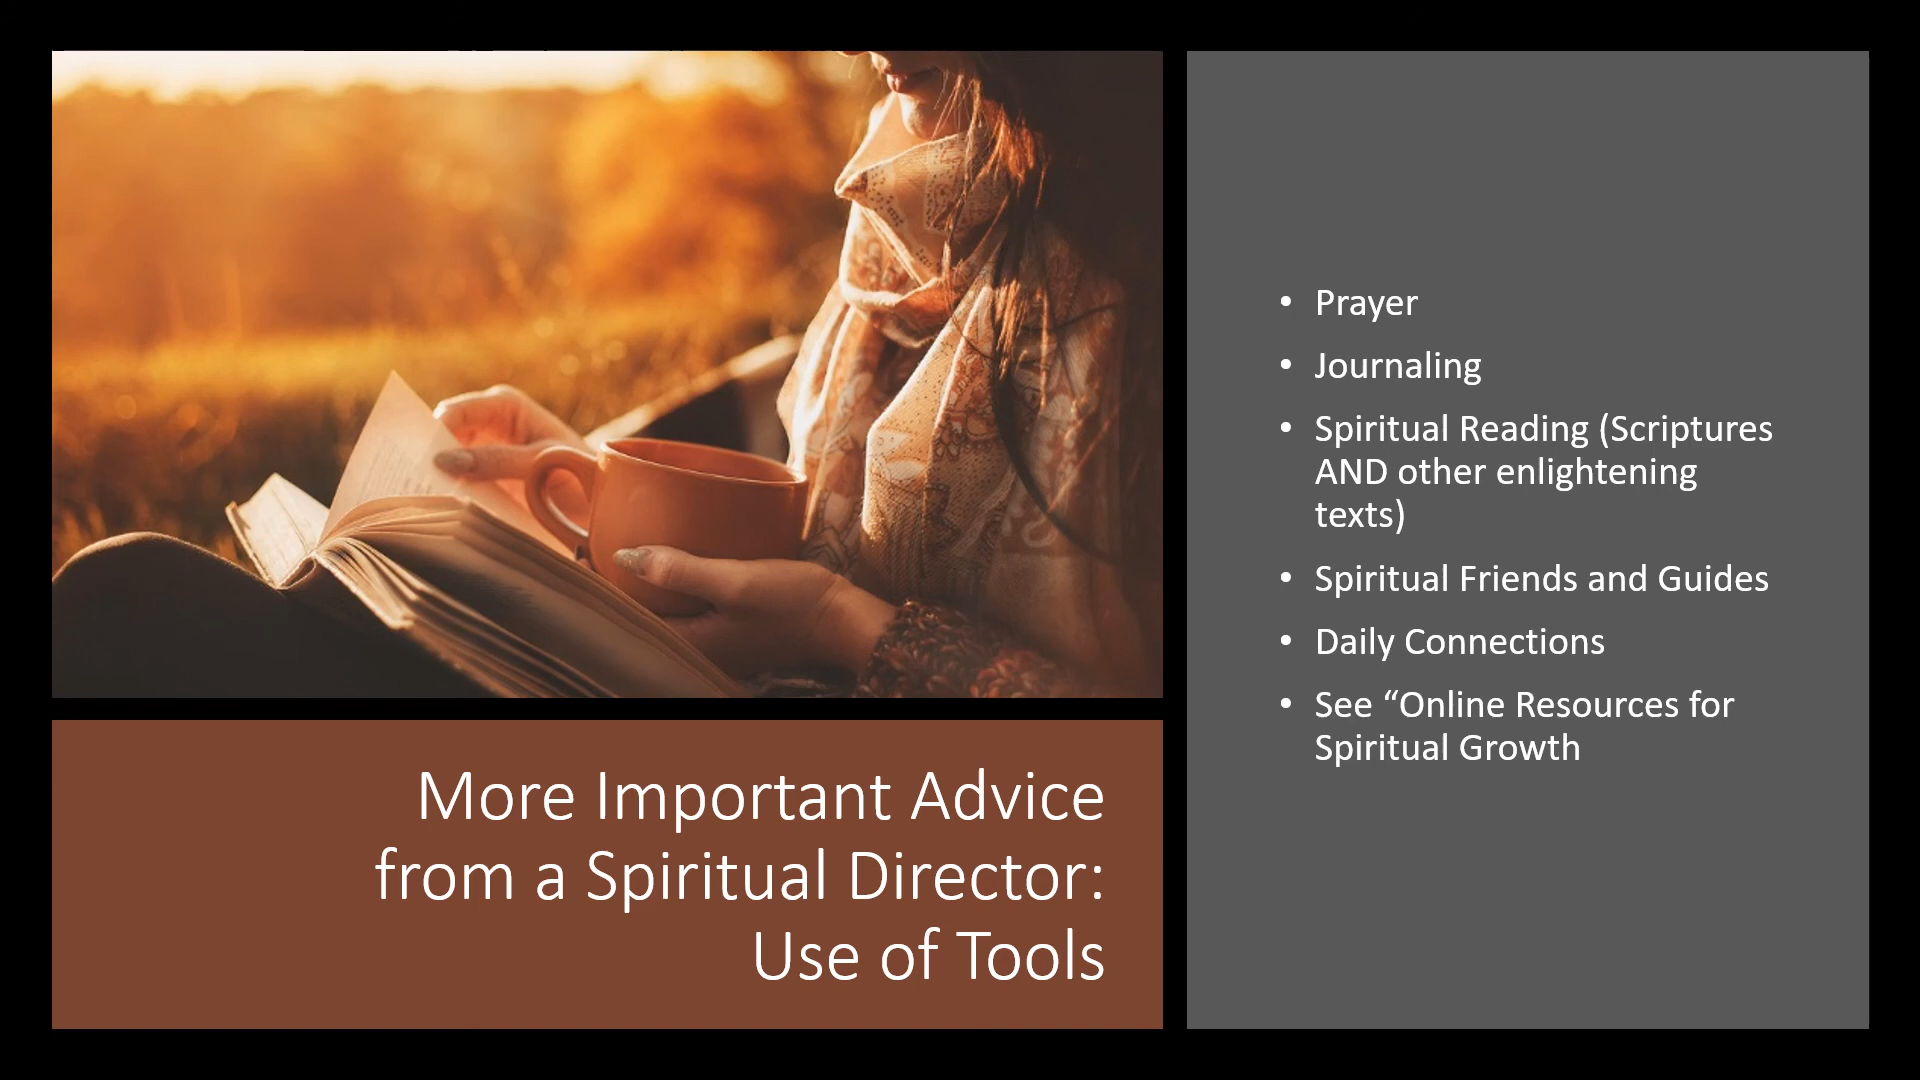 More Important Advice
from a Spiritual Director:
Use of Tools
• Prayer
• Journaling
• Spiritual Reading (Scriptures
AND other enlightening
texts)
• Spiritual Friends and Guides
• Daily Connections
• See “Online Resources for
Spiritual Growth